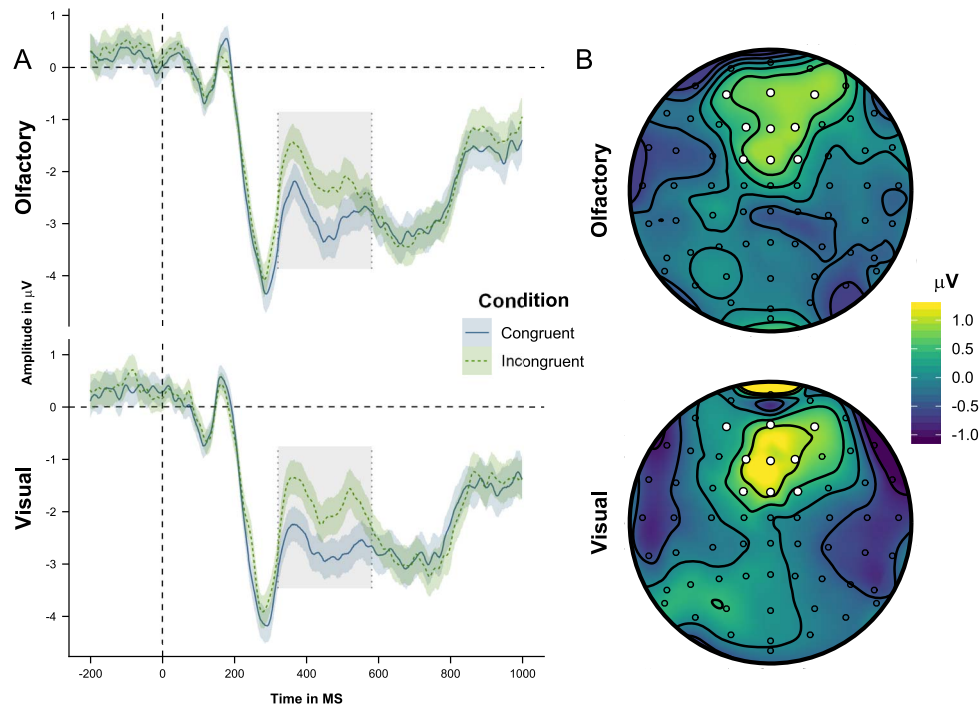 A
B
1
0
-1
-2
-3
-4
Olfactory
Amplitude in μV
1
0
-1
-2
-3
-4
Visual
-200
0
200
400
600
800
1000
Time in MS
Condition
Congruent
Incongruent
Olfactory
Visual
μV
1.0
0.5
0.0
-0.5
-1.0